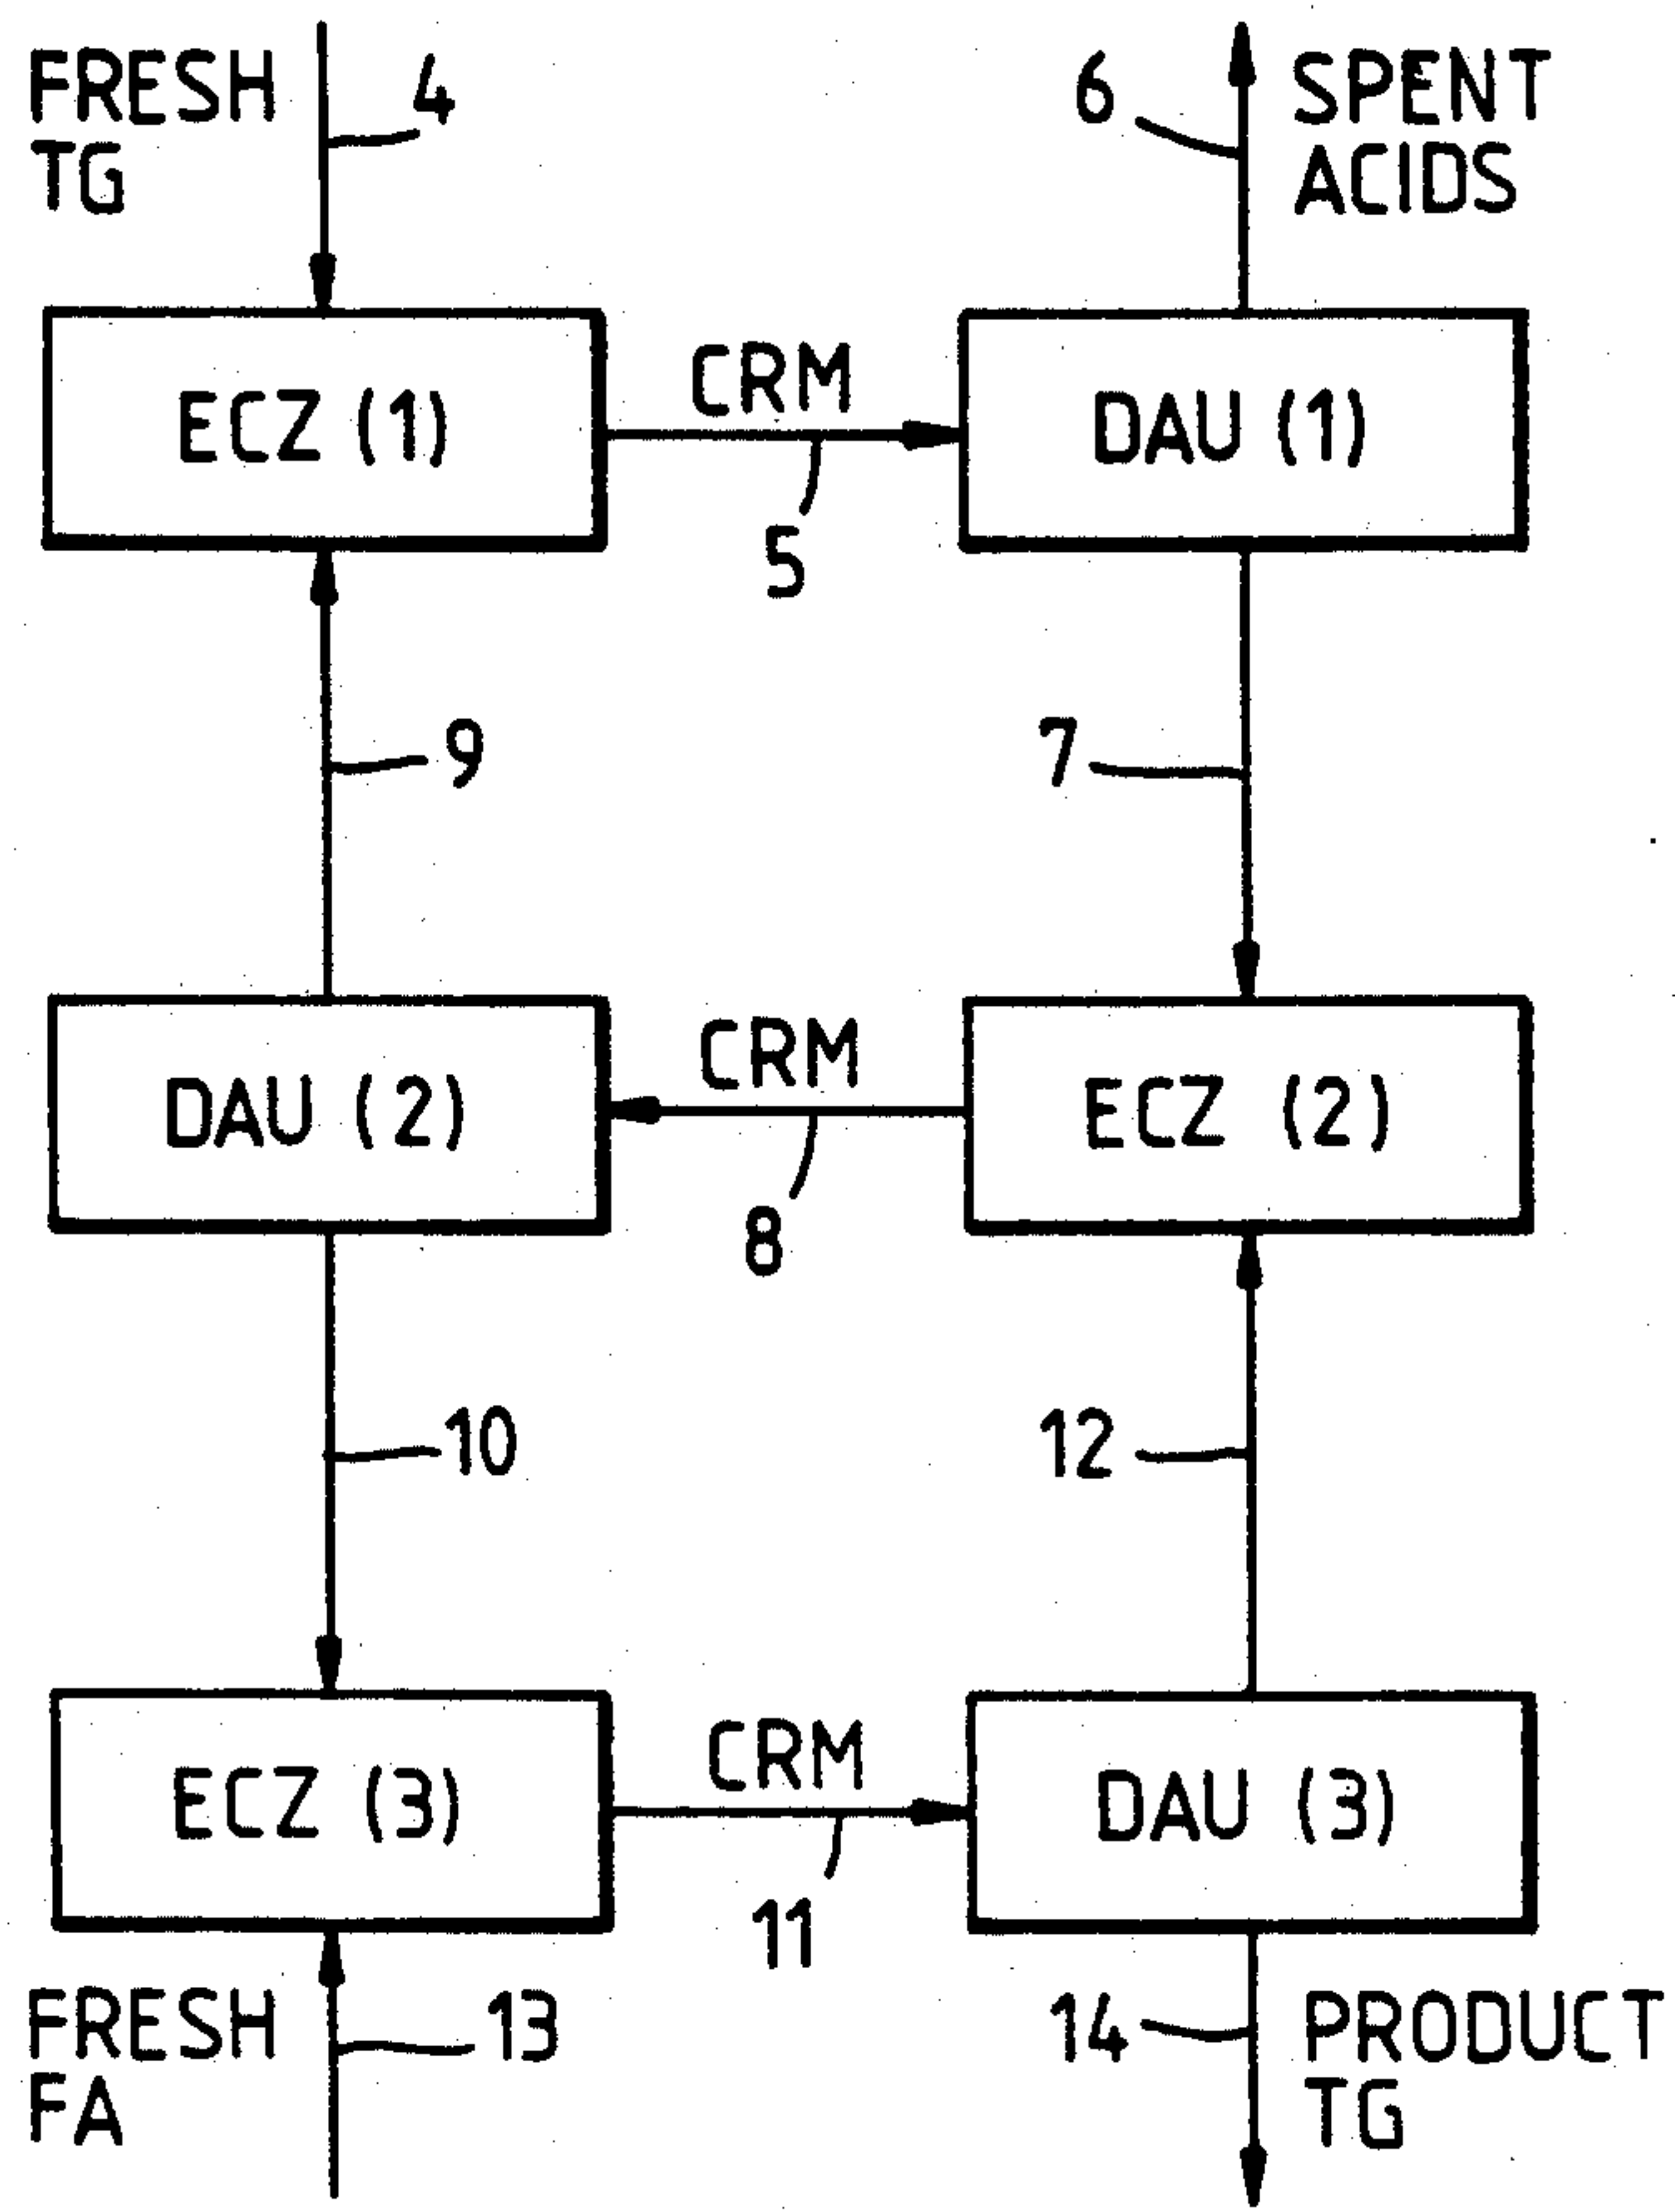 FRESH
TG
4
6
SPENT
ACIDS
ECZ (1)
CRM
5
DAU (1)
9
7
DAU (2)
CRM
8
ECZ (2)
10
12
ECZ (3)
CRM
11
DAU (3)
FRESH
FA
13
14
PRODUCT
TG